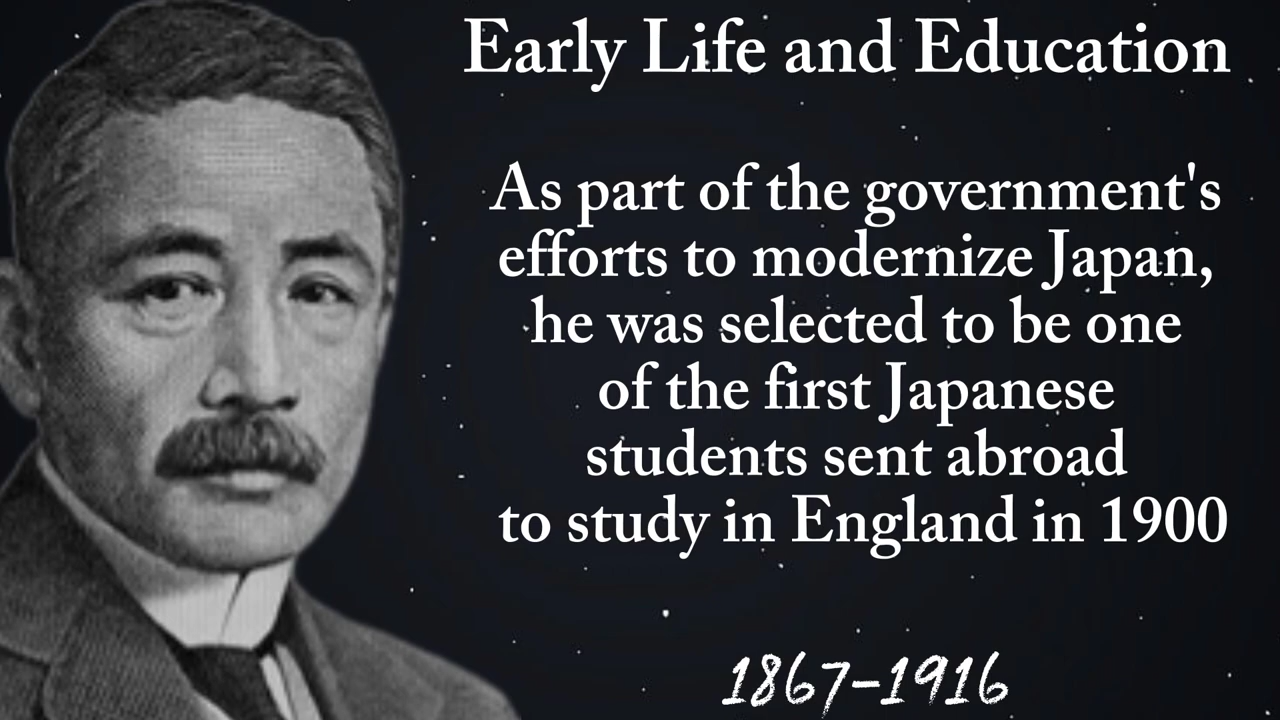 Early Life and Education
As part of the government's
efforts to modernize Japan,
he was selected to be one
of the first Japanese
students sent abroad
to study in England in 1900
1867-1916